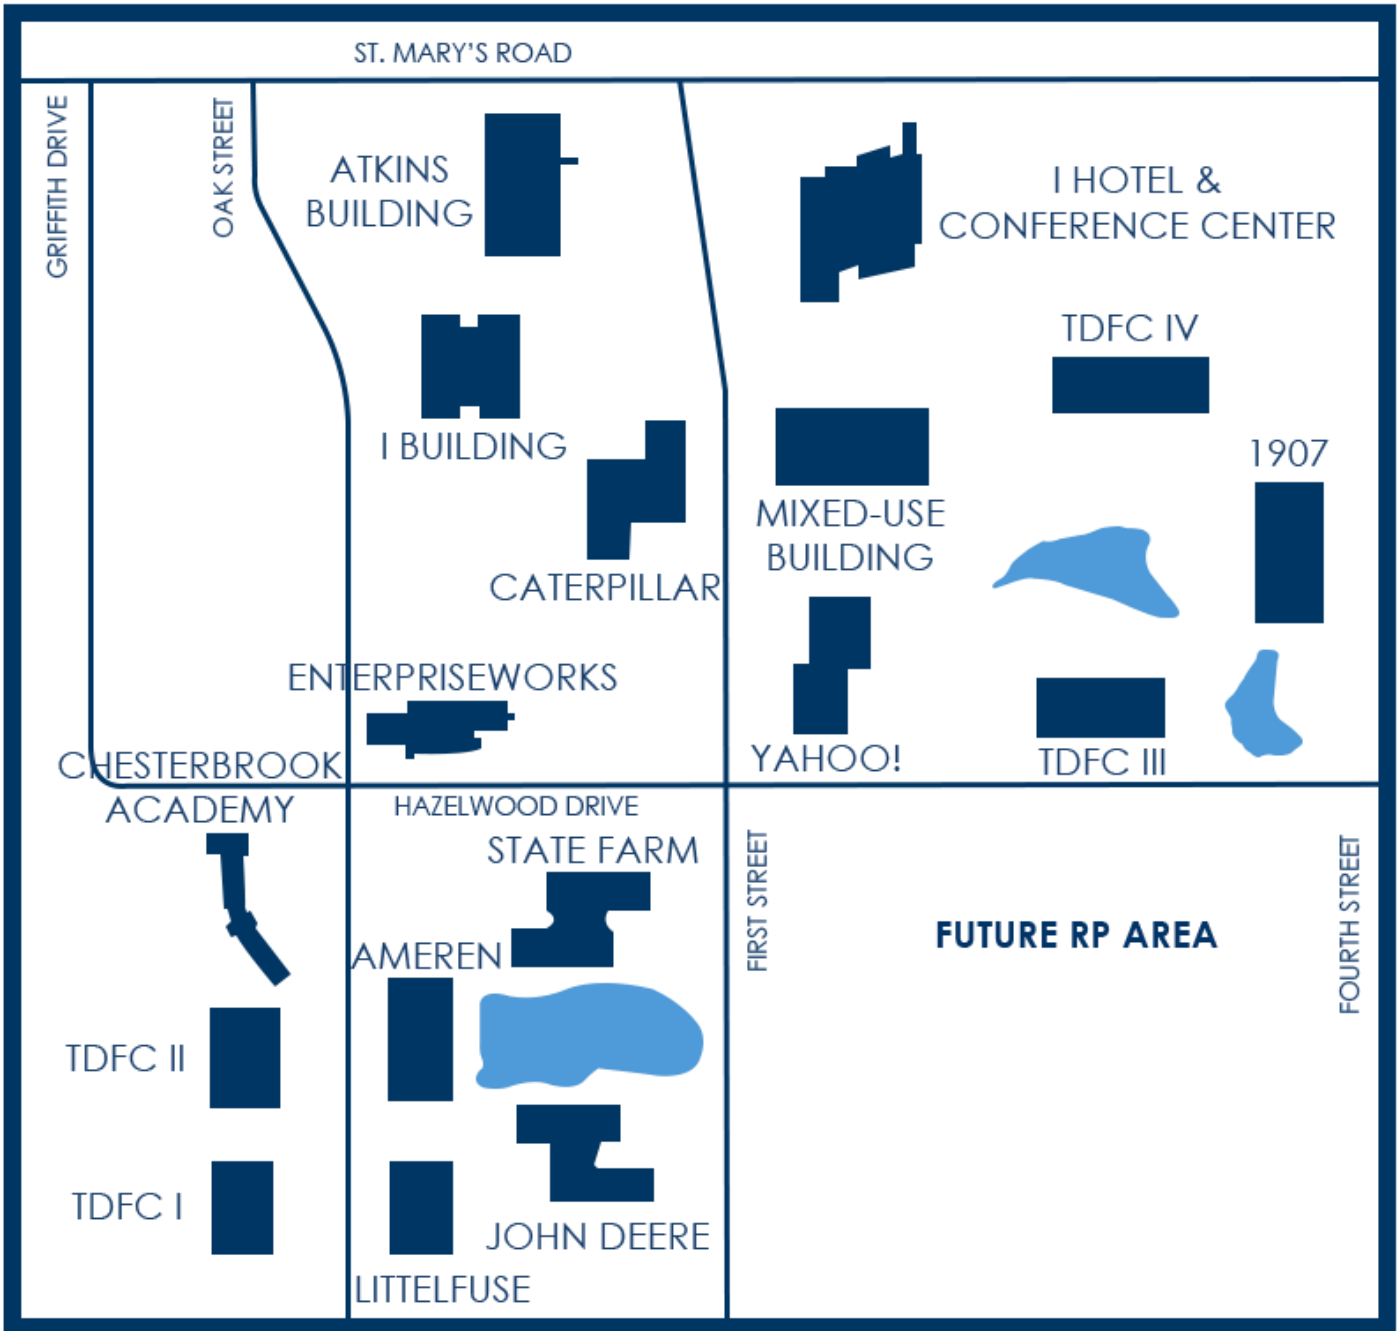 ST. MARY'S ROAD
GRIFFITH DRIVE
OAK STREET
ATKINS
BUILDING
I HOTEL &
CONFERENCE CENTER
TDFC IV
I BUILDING
1907
MIXED-USE
BUILDING
CATERPILLAR
ENTERPRISEWORKS
YAHOO!
TDFC III
CHESTERBROOK
ACADEMY
HAZELWOOD DRIVE
STATE FARM
FIRST STREET
FOURTH STREET
FUTURE RP AREA
AMEREN
TDFC II
TDFC I
JOHN DEERE
LITTELFUSE